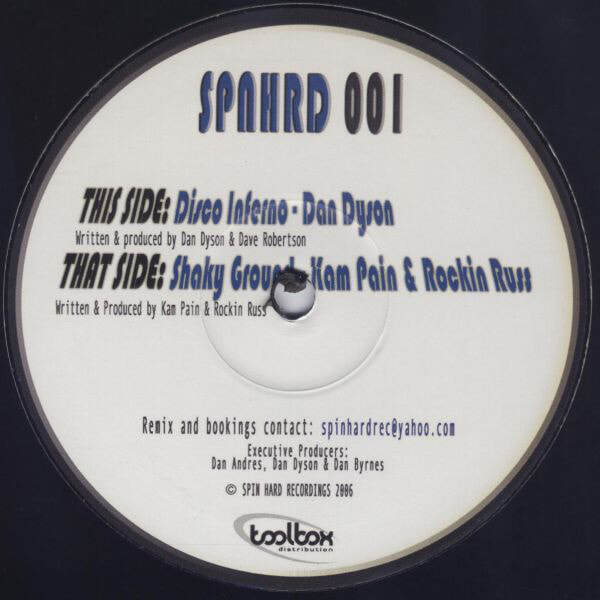 SPNHRD 001
THIS SIDE: Disco Inferno - Dan Dyson
Written & produced by Dan Dyson & Dave Robertson
THAT SIDE: Shaky Ground - Kam Pain & Rockin Russ
Written & Produced by Kam Pain & Rockin Russ
Remix and bookings contact: spinhardrec@yahoo.com
Executive Producers:
Dan Andres, Dan Dyson & Dan Byrnes
© SPIN HARD RECORDINGS 2006
toolbox
distribution